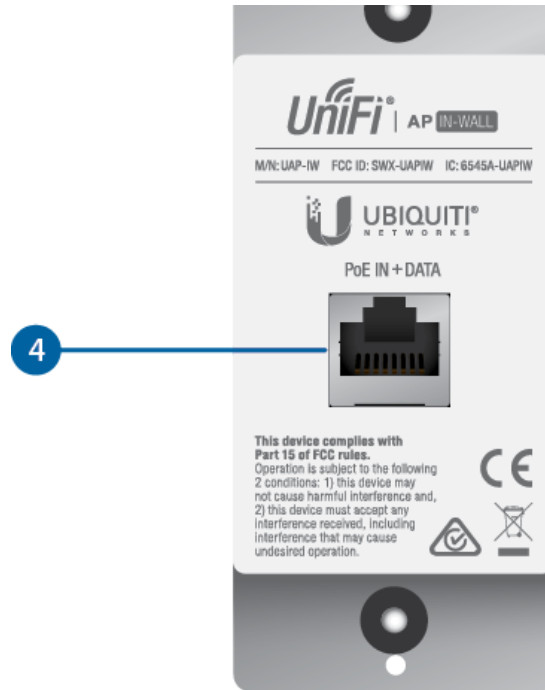 UniFi® | AP IN-WALL
M/N: UAP-IW FCC ID: SWX-UAPIW IC: 6545A-UAPIW
UBIQUITI®
NETWORKS
PoE IN + DATA
4
This device complies with
Part 15 of FCC rules.
Operation is subject to the following
2 conditions: 1) this device may
not cause harmful interference and,
2) this device must accept any
interference received, including
interference that may cause
undesired operation.
CE